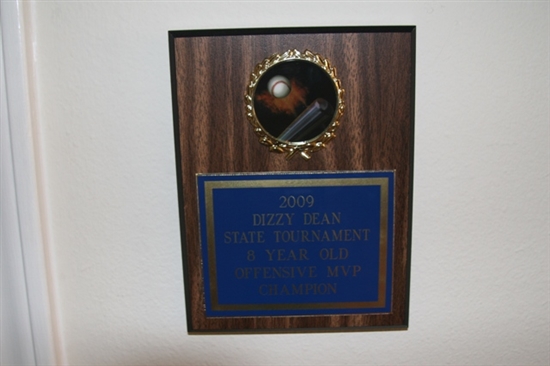 2009
DIZZY DEAN
STATE TOURNAMENT
8 YEAR OLD
OFFENSIVE MVP
CHAMPION